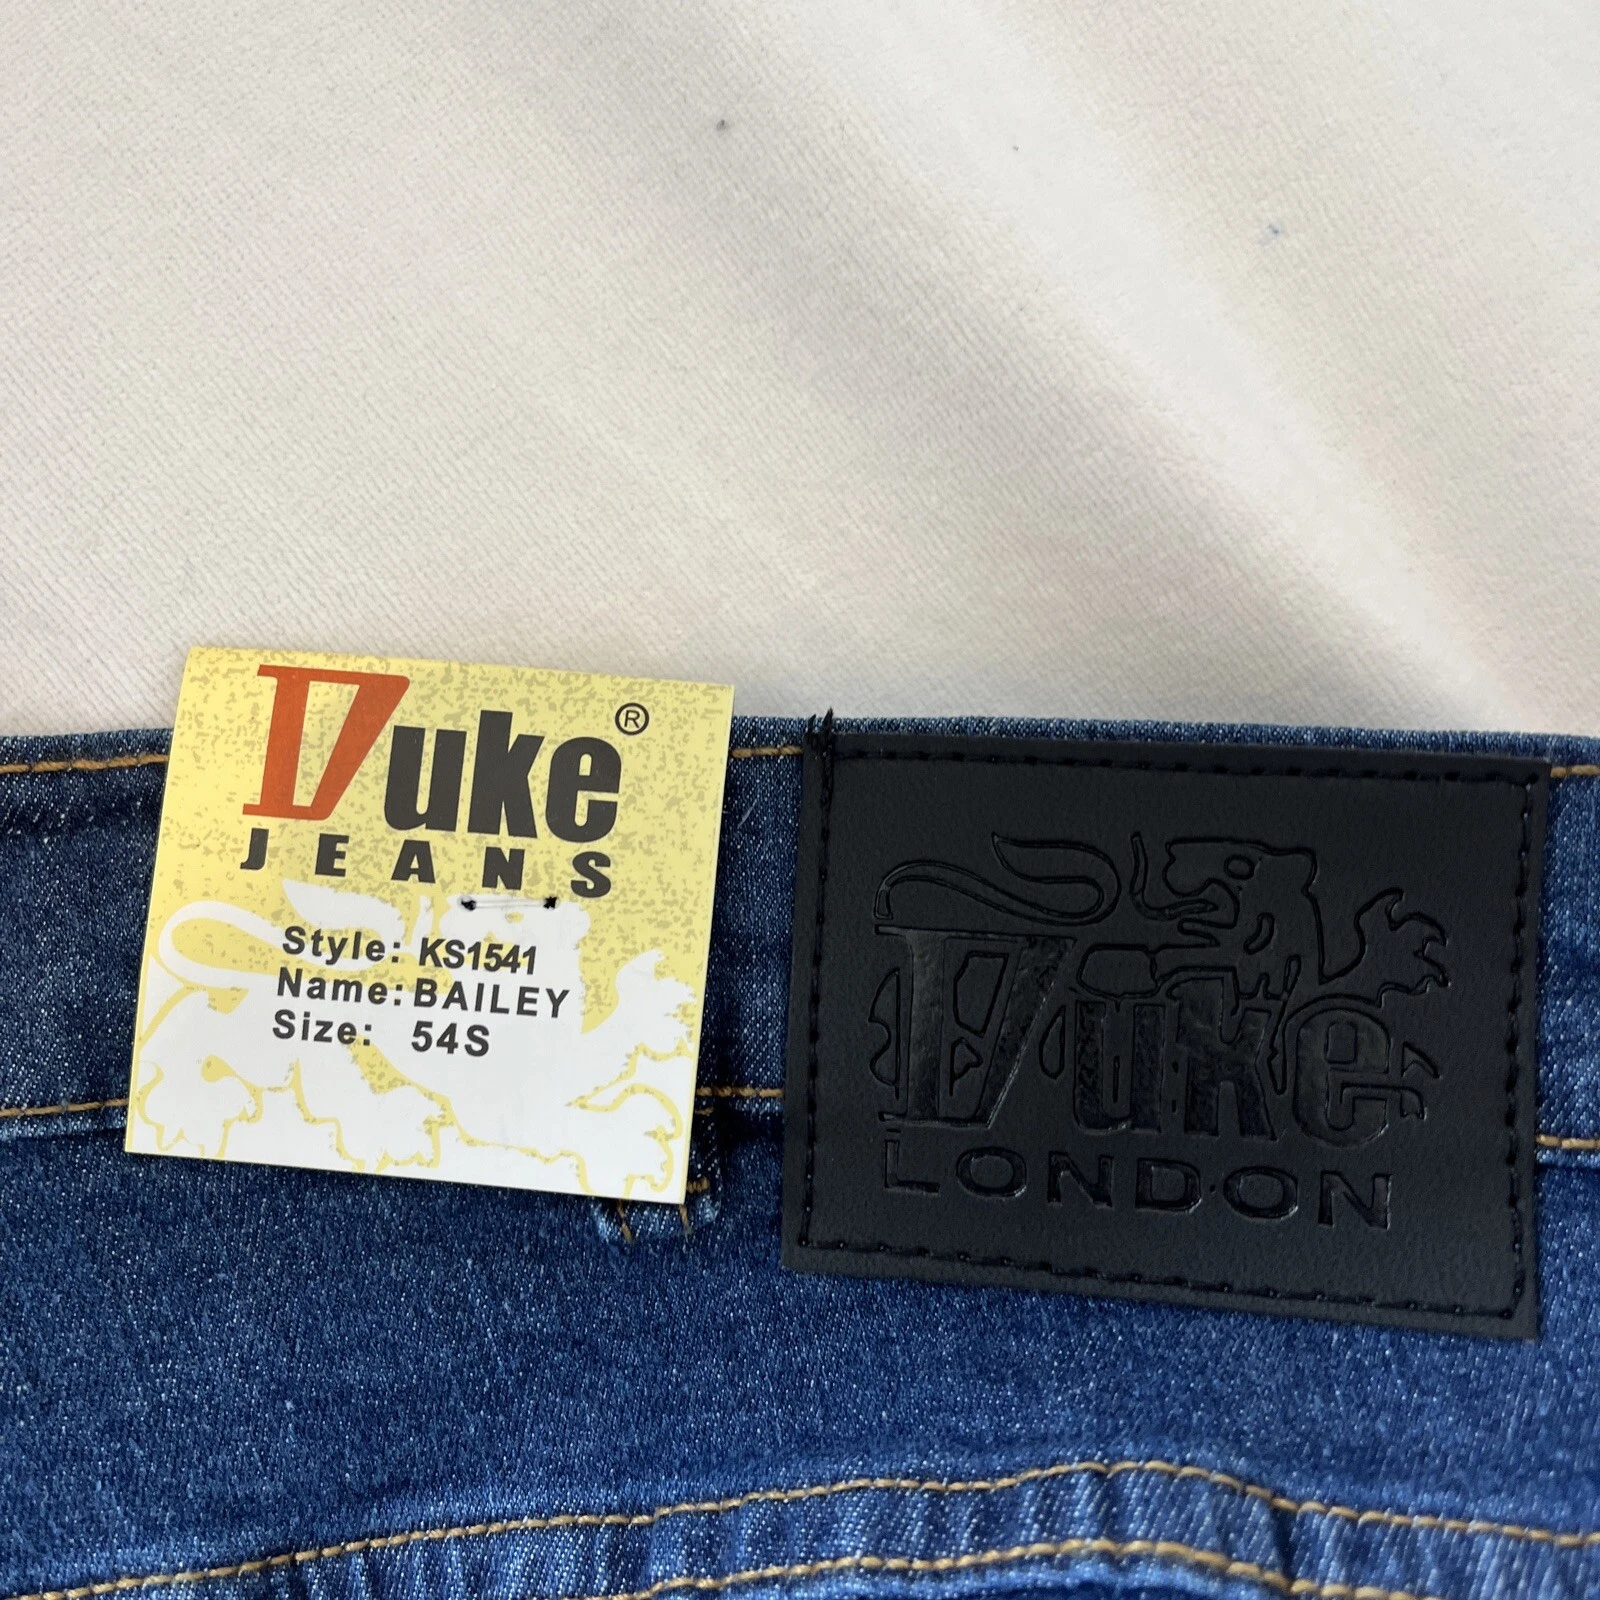 Duke®
JEANS
Style: KS1541
Name: BAILEY
Size: 54S
Duke
LONDON